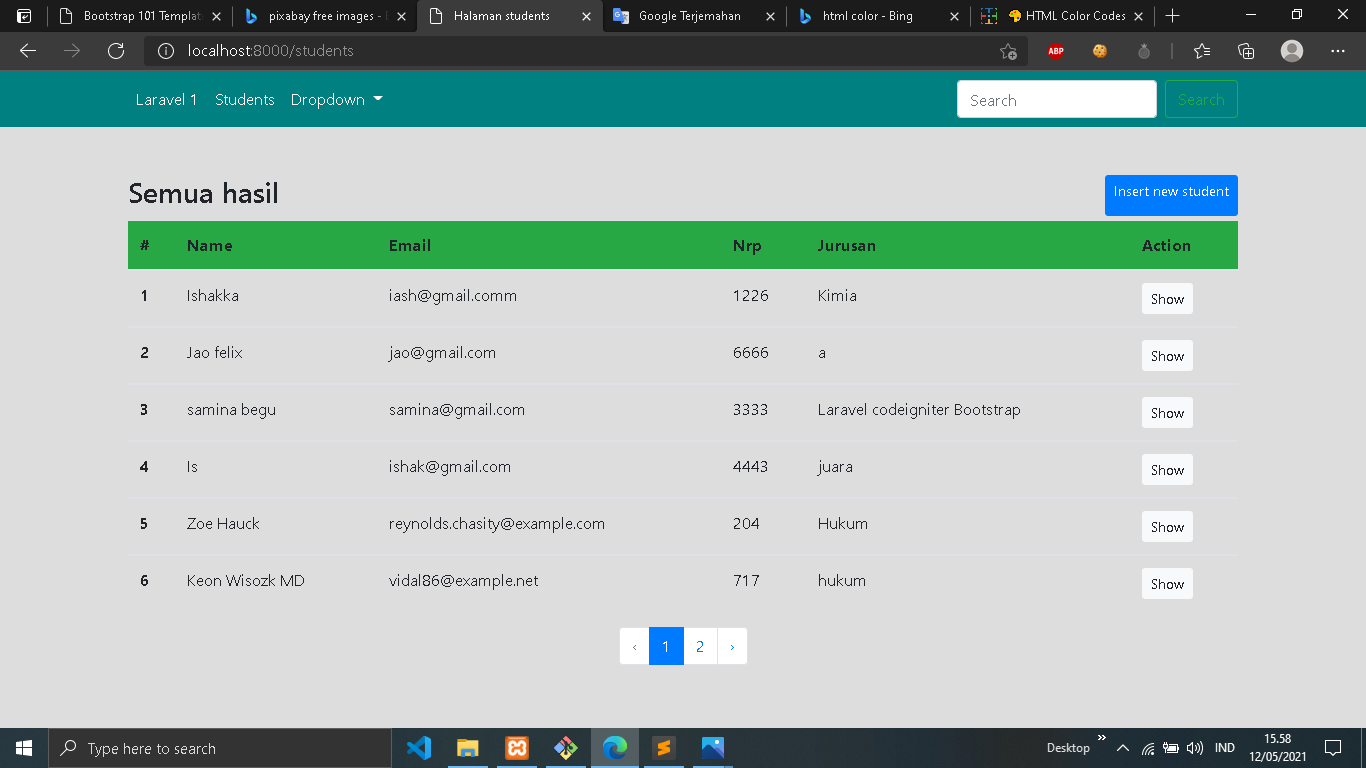 Bootstrap 101 Templat
pixabay free images -
Halaman students
Google Terjemahan
html color - Bing
HTML Color Codes
localhost:8000/students
ABP
Laravel 1 Students Dropdown
Search Search
Semua hasil
Insert new student
# Name Email Nrp Jurusan Action
1 Ishakka iash@gmail.comm 1226 Kimia Show
2 Jao felix jao@gmail.com 6666 a Show
3 samina begu samina@gmail.com 3333 Laravel codeigniter Bootstrap Show
4 Is ishak@gmail.com 4443 juara Show
5 Zoe Hauck reynolds.chasity@example.com 204 Hukum Show
6 Keon Wisozk MD vidal86@example.net 717 hukum Show
‹ 1 2 ›
Type here to search
Desktop
IND
15.58
12/05/2021